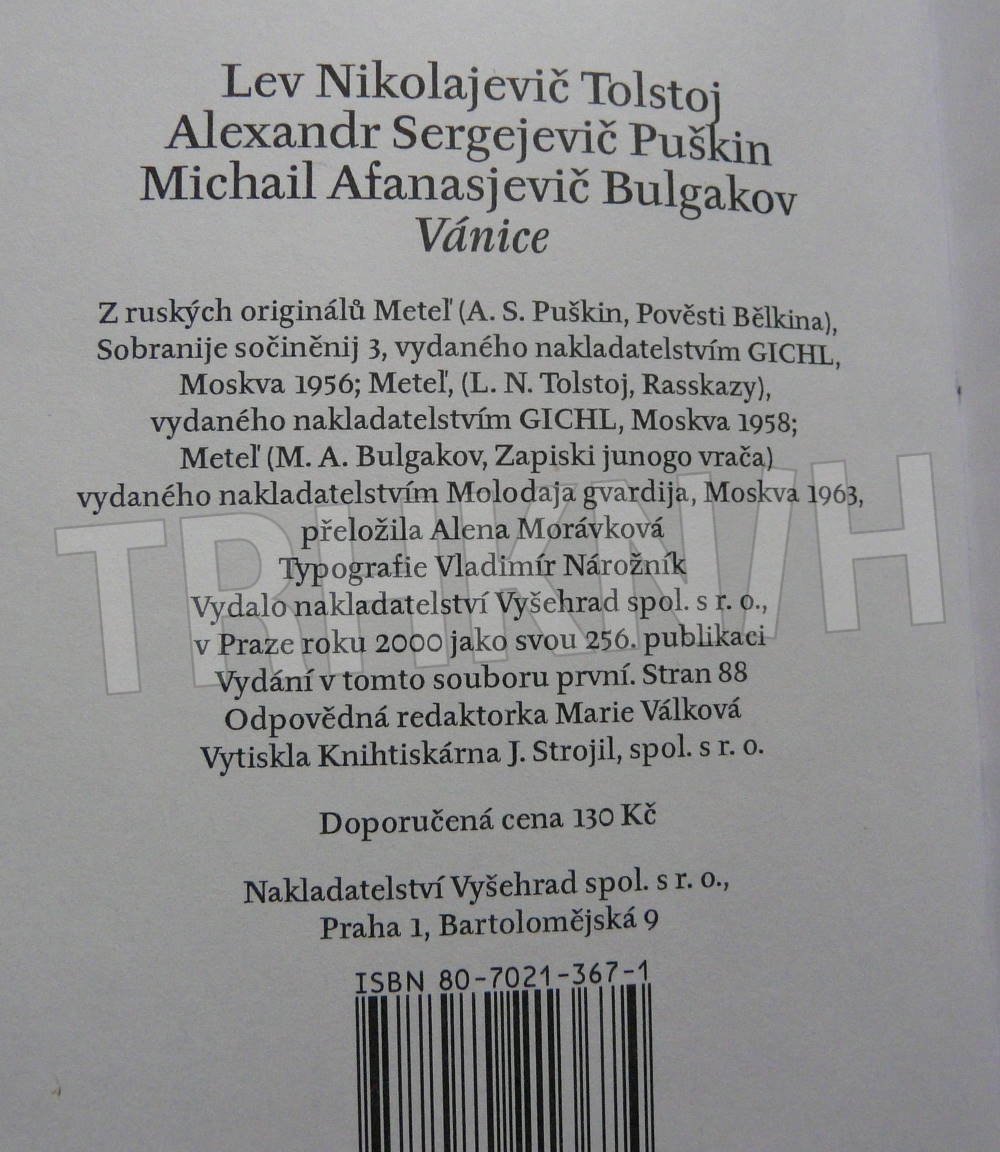 Lev Nikolajevič Tolstoj
Alexandr Sergejevič Puškin
Michail Afanasjevič Bulgakov
Vánice
Z ruských originálů Meteľ (A. S. Puškin, Pověsti Bělkina),
Sobranije sočiněnij 3, vydaného nakladatelstvím GICHL,
Moskva 1956; Meteľ, (L. N. Tolstoj, Rasskazy),
vydaného nakladatelstvím GICHL, Moskva 1958;
Meteľ (M. A. Bulgakov, Zapiski junogo vrača)
vydaného nakladatelstvím Molodaja gvardija, Moskva 1963,
přeložila Alena Morávková
Typografie Vladimír Nárožník
Vydalo nakladatelství Vyšehrad spol. s r. o.,
v Praze roku 2000 jako svou 256. publikaci
Vydání v tomto souboru první. Stran 88
Odpovědná redaktorka Marie Válková
Vytiskla Knihtiskárna J. Strojil, spol. s r. o.
Doporučená cena 130 Kč
Nakladatelství Vyšehrad spol. s r. o.,
Praha 1, Bartolomějská 9
ISBN 80-7021-367-1
TRHKNIH